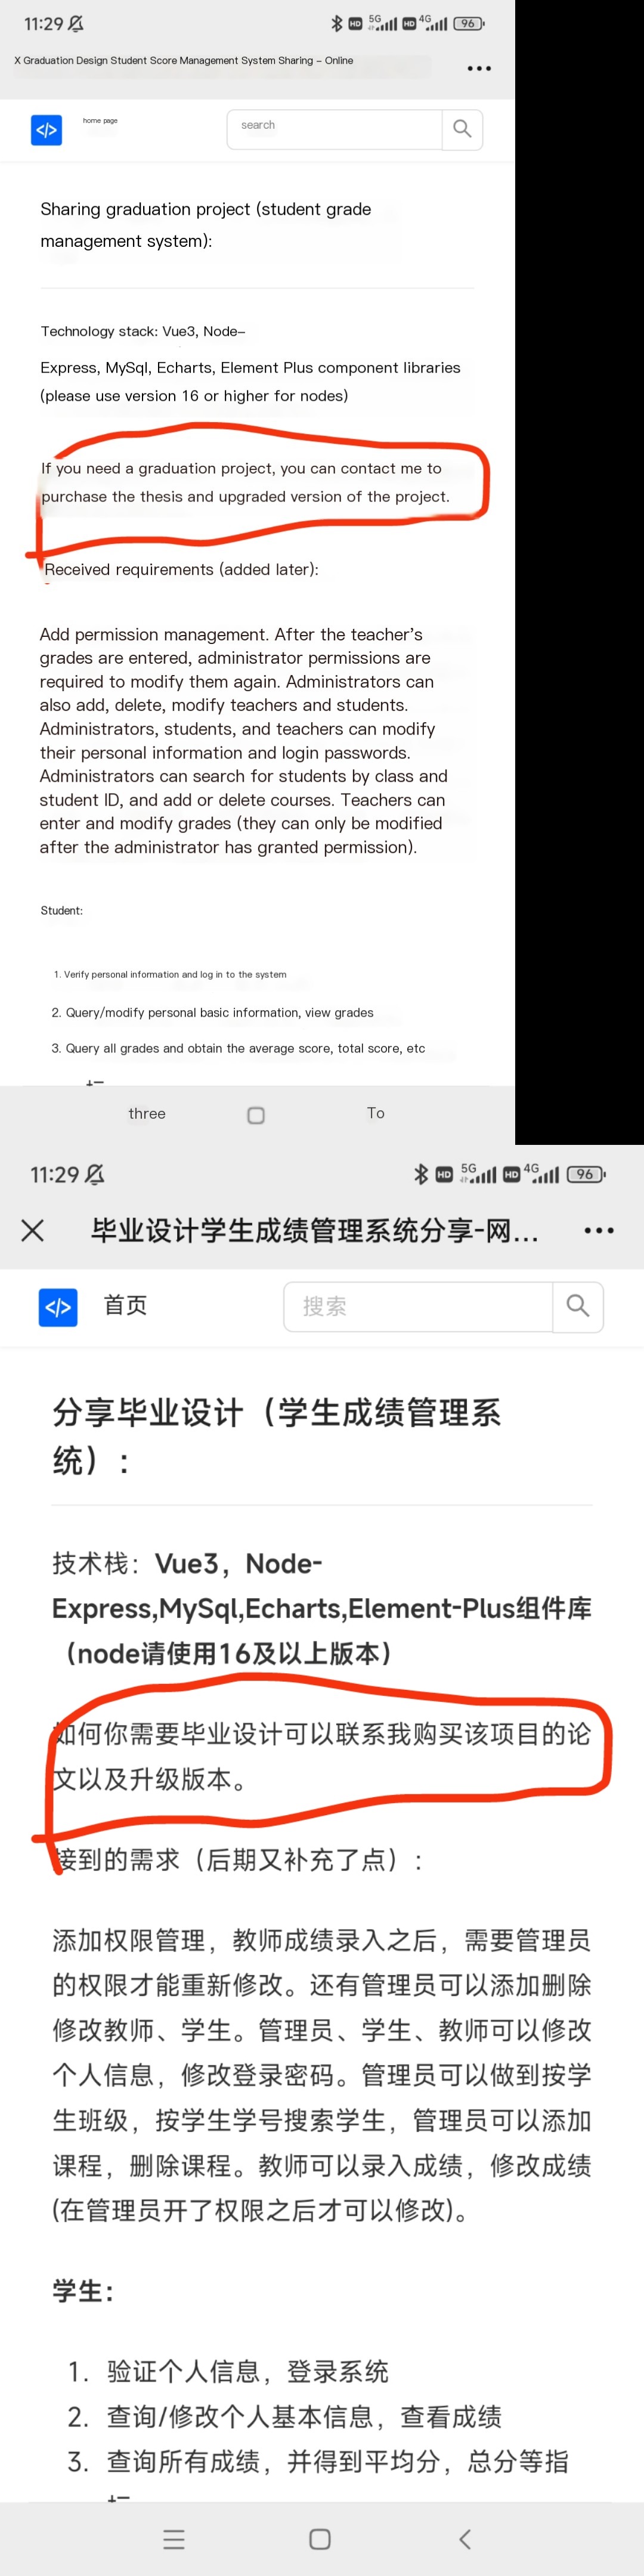 11:29
HD 5G HD 4G 96
X Graduation Design Student Score Management System Sharing - Online
</>
home page
search
Sharing graduation project (student grade
management system):
Technology stack: Vue3, Node-
Express, MySql, Echarts, Element Plus component libraries
(please use version 16 or higher for nodes)
If you need a graduation project, you can contact me to
purchase the thesis and upgraded version of the project.
Received requirements (added later):
Add permission management. After the teacher's
grades are entered, administrator permissions are
required to modify them again. Administrators can
also add, delete, modify teachers and students.
Administrators, students, and teachers can modify
their personal information and login passwords.
Administrators can search for students by class and
student ID, and add or delete courses. Teachers can
enter and modify grades (they can only be modified
after the administrator has granted permission).
Student:
1. Verify personal information and log in to the system
2. Query/modify personal basic information, view grades
3. Query all grades and obtain the average score, total score, etc
three To
11:29
HD 5G HD 4G 96
毕业设计学生成绩管理系统分享-网...
</>
首页
搜索
分享毕业设计（学生成绩管理系
统）:
技术栈：Vue3，Node-
Express,MySql,Echarts,Element-Plus组件库
（node请使用16及以上版本）
如何你需要毕业设计可以联系我购买该项目的论
文以及升级版本。
接到的需求（后期又补充了点）:
添加权限管理，教师成绩录入之后，需要管理员
的权限才能重新修改。还有管理员可以添加删除
修改教师、学生。管理员、学生、教师可以修改
个人信息，修改登录密码。管理员可以做到按学
生班级，按学生学号搜索学生，管理员可以添加
课程，删除课程。教师可以录入成绩，修改成绩
(在管理员开了权限之后才可以修改)。
学生：
1. 验证个人信息，登录系统
2. 查询/修改个人基本信息，查看成绩
3. 查询所有成绩，并得到平均分，总分等指